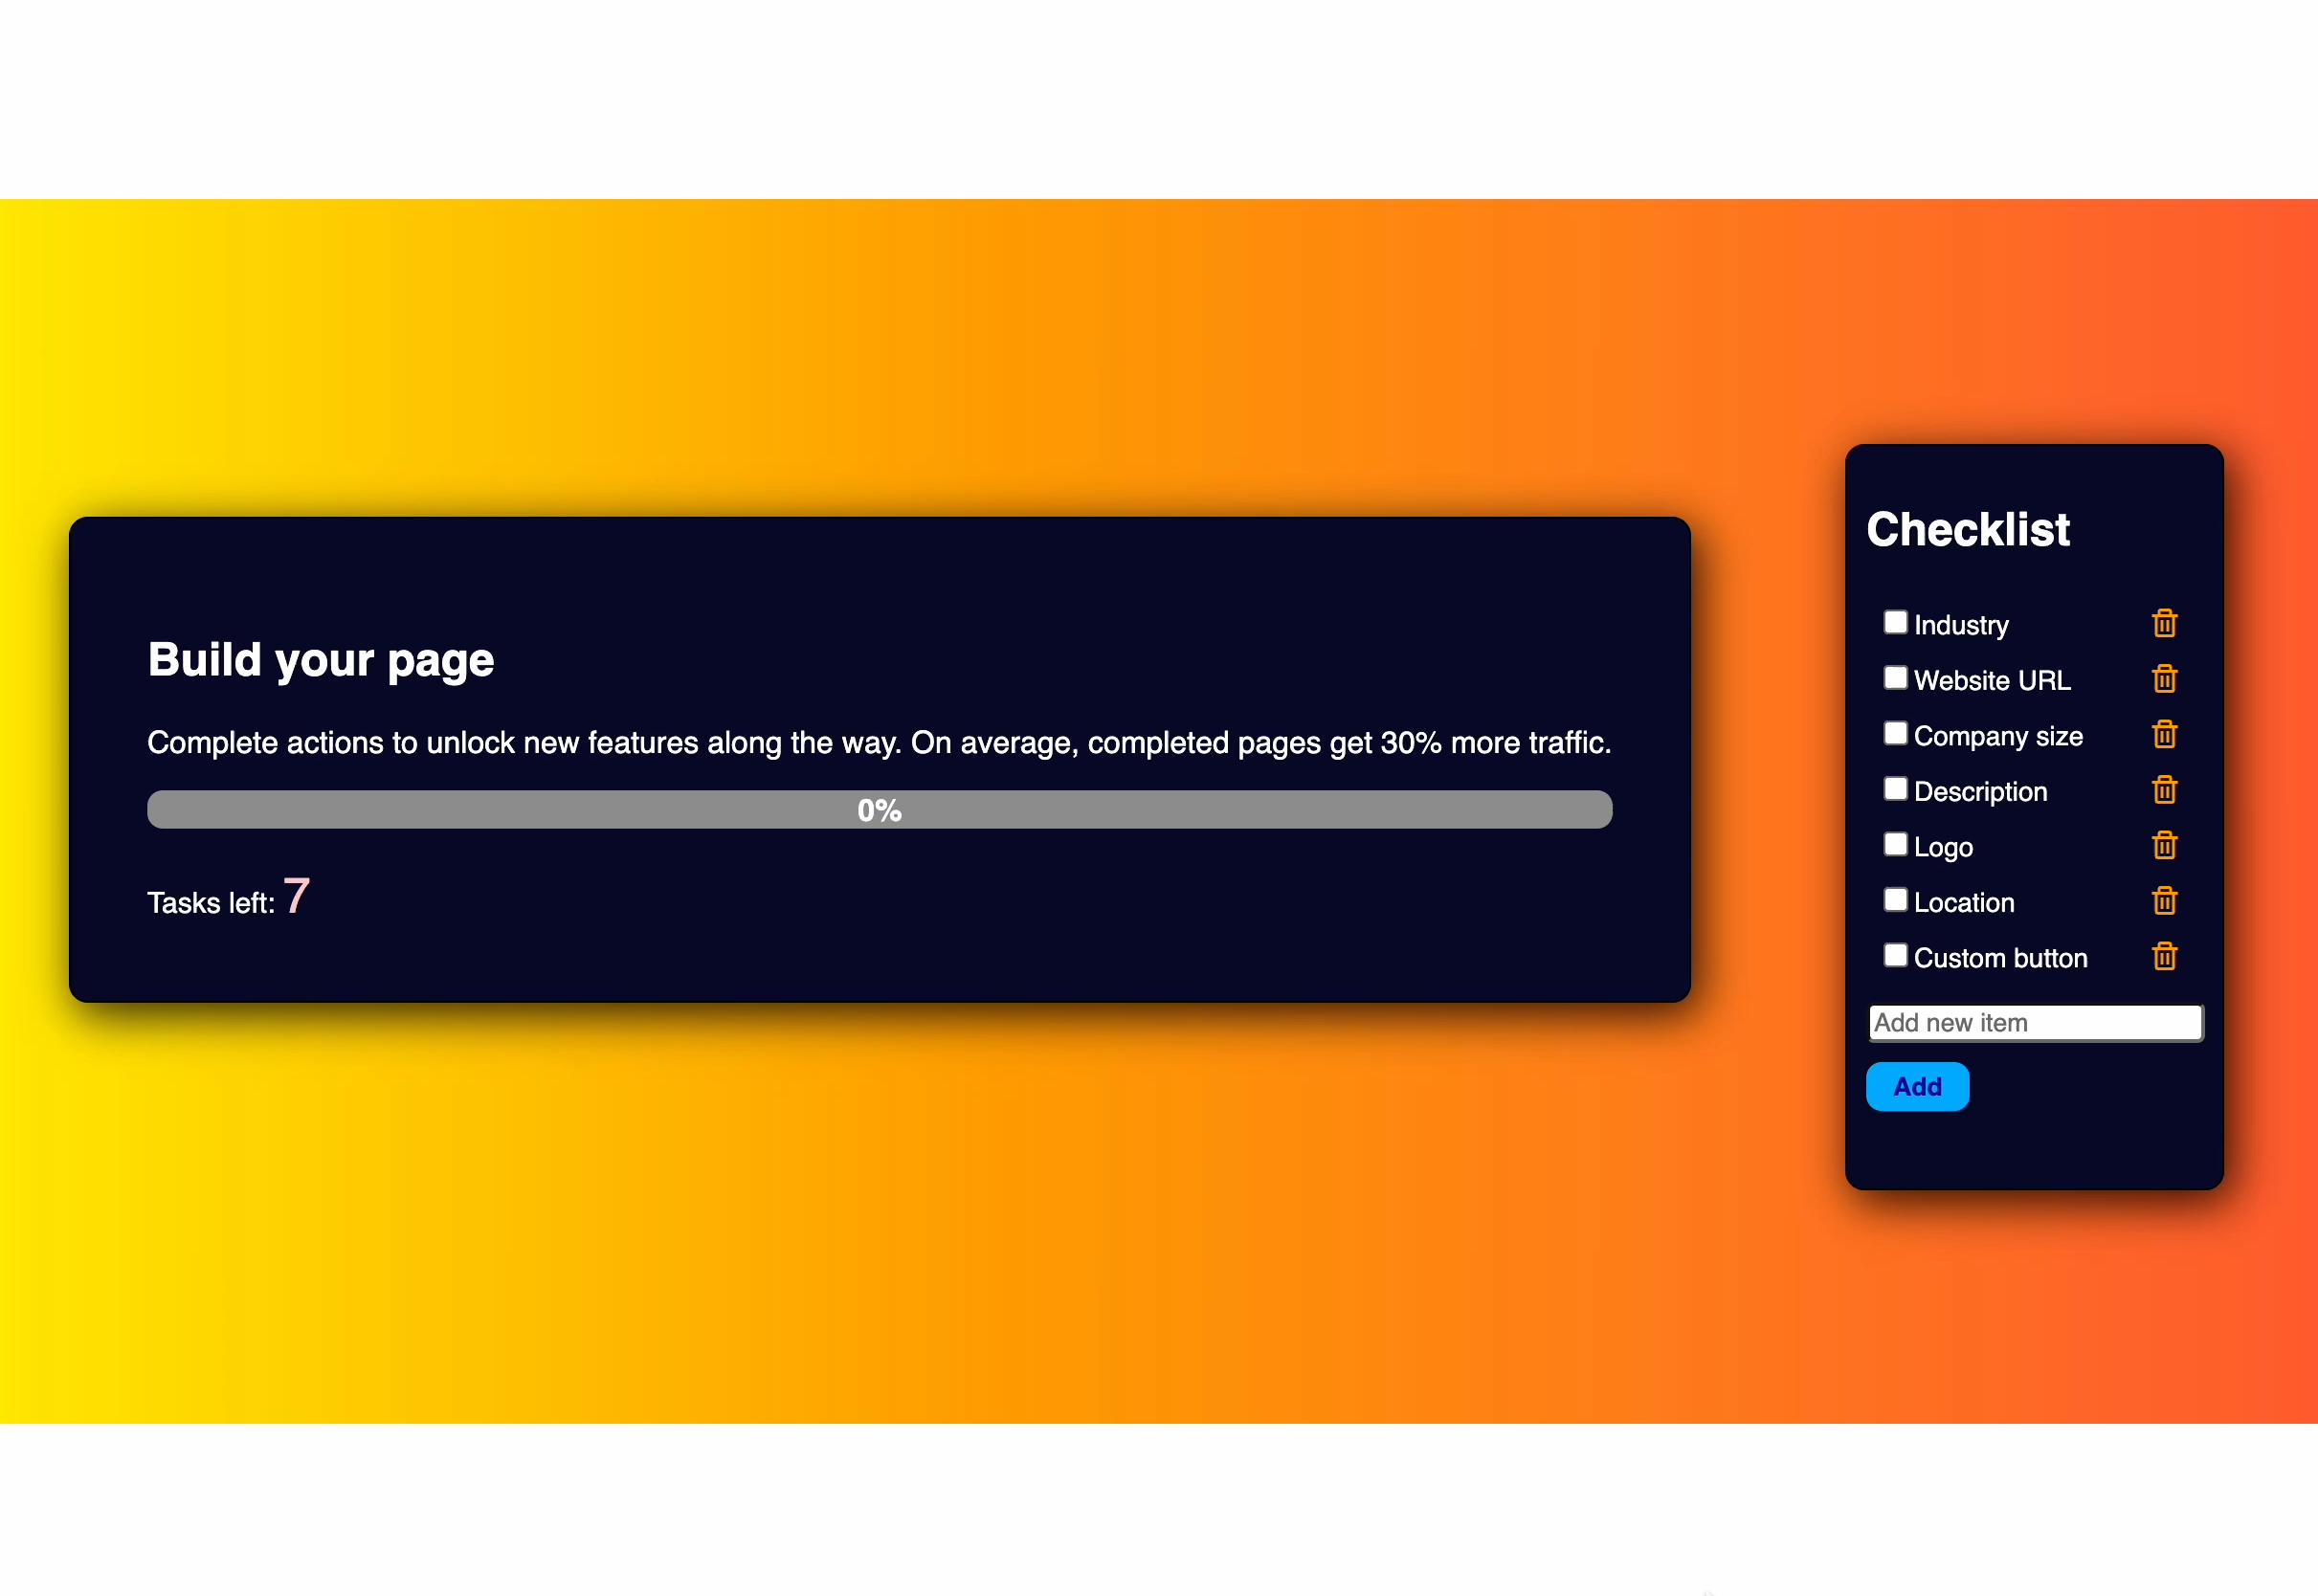 Build your page
Complete actions to unlock new features along the way. On average, completed pages get 30% more traffic.
0%
Tasks left: 7
Checklist
Industry
Website URL
Company size
Description
Logo
Location
Custom button
Add new item
Add